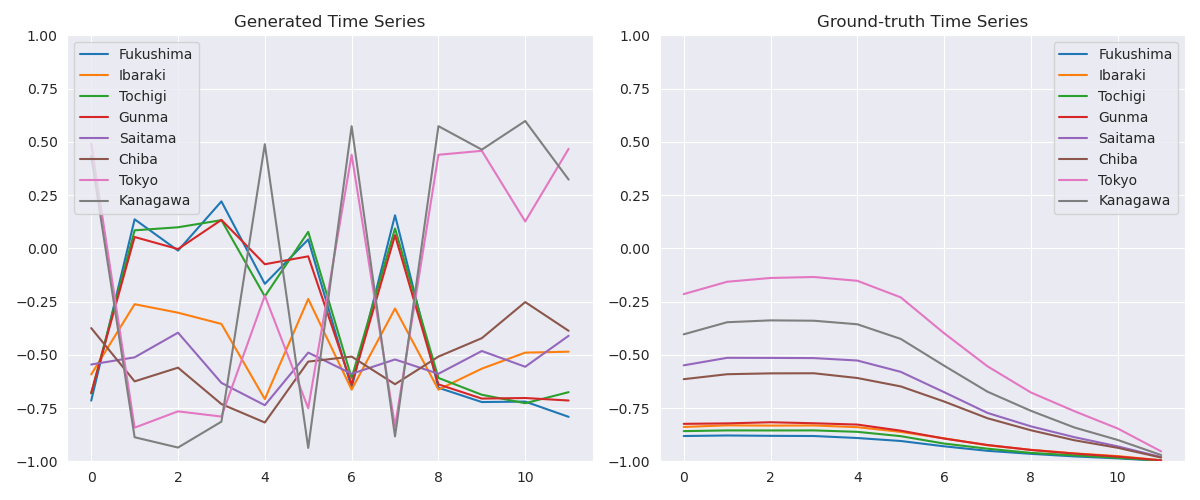 Generated Time Series
1.00
0.75
0.50
0.25
0.00
−0.25
−0.50
−0.75
−1.00
0
2
4
6
8
10
Fukushima
Ibaraki
Tochigi
Gunma
Saitama
Chiba
Tokyo
Kanagawa
Ground-truth Time Series
1.00
0.75
0.50
0.25
0.00
−0.25
−0.50
−0.75
−1.00
0
2
4
6
8
10
Fukushima
Ibaraki
Tochigi
Gunma
Saitama
Chiba
Tokyo
Kanagawa